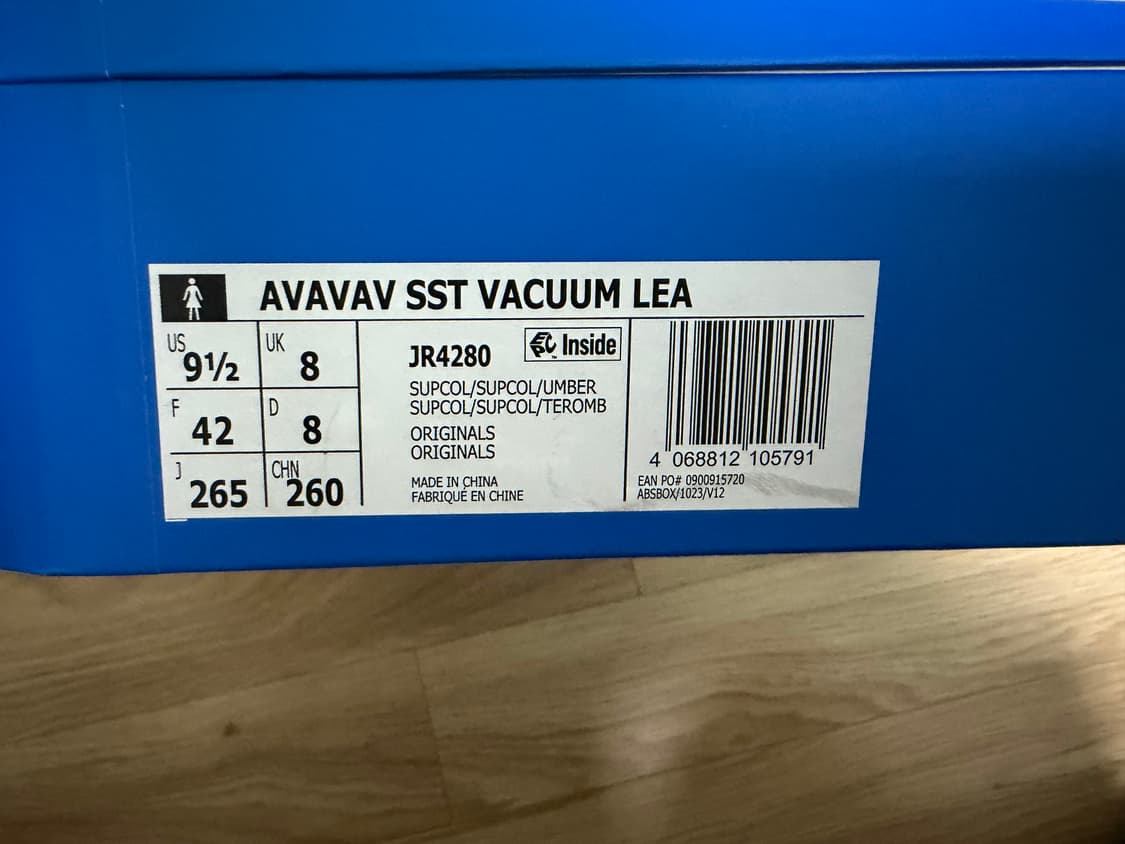 AVAVAV SST VACUUM LEA
US 9½ UK 8
F 42 D 8
J 265 CHN 260
JR4280
Inside
SUPCOL/SUPCOL/UMBER
SUPCOL/SUPCOL/TEROMB
ORIGINALS
ORIGINALS
MADE IN CHINA
FABRIQUÉ EN CHINE
4 068812 105791
EAN PO# 0900915720
ABSBOX/1023/V12